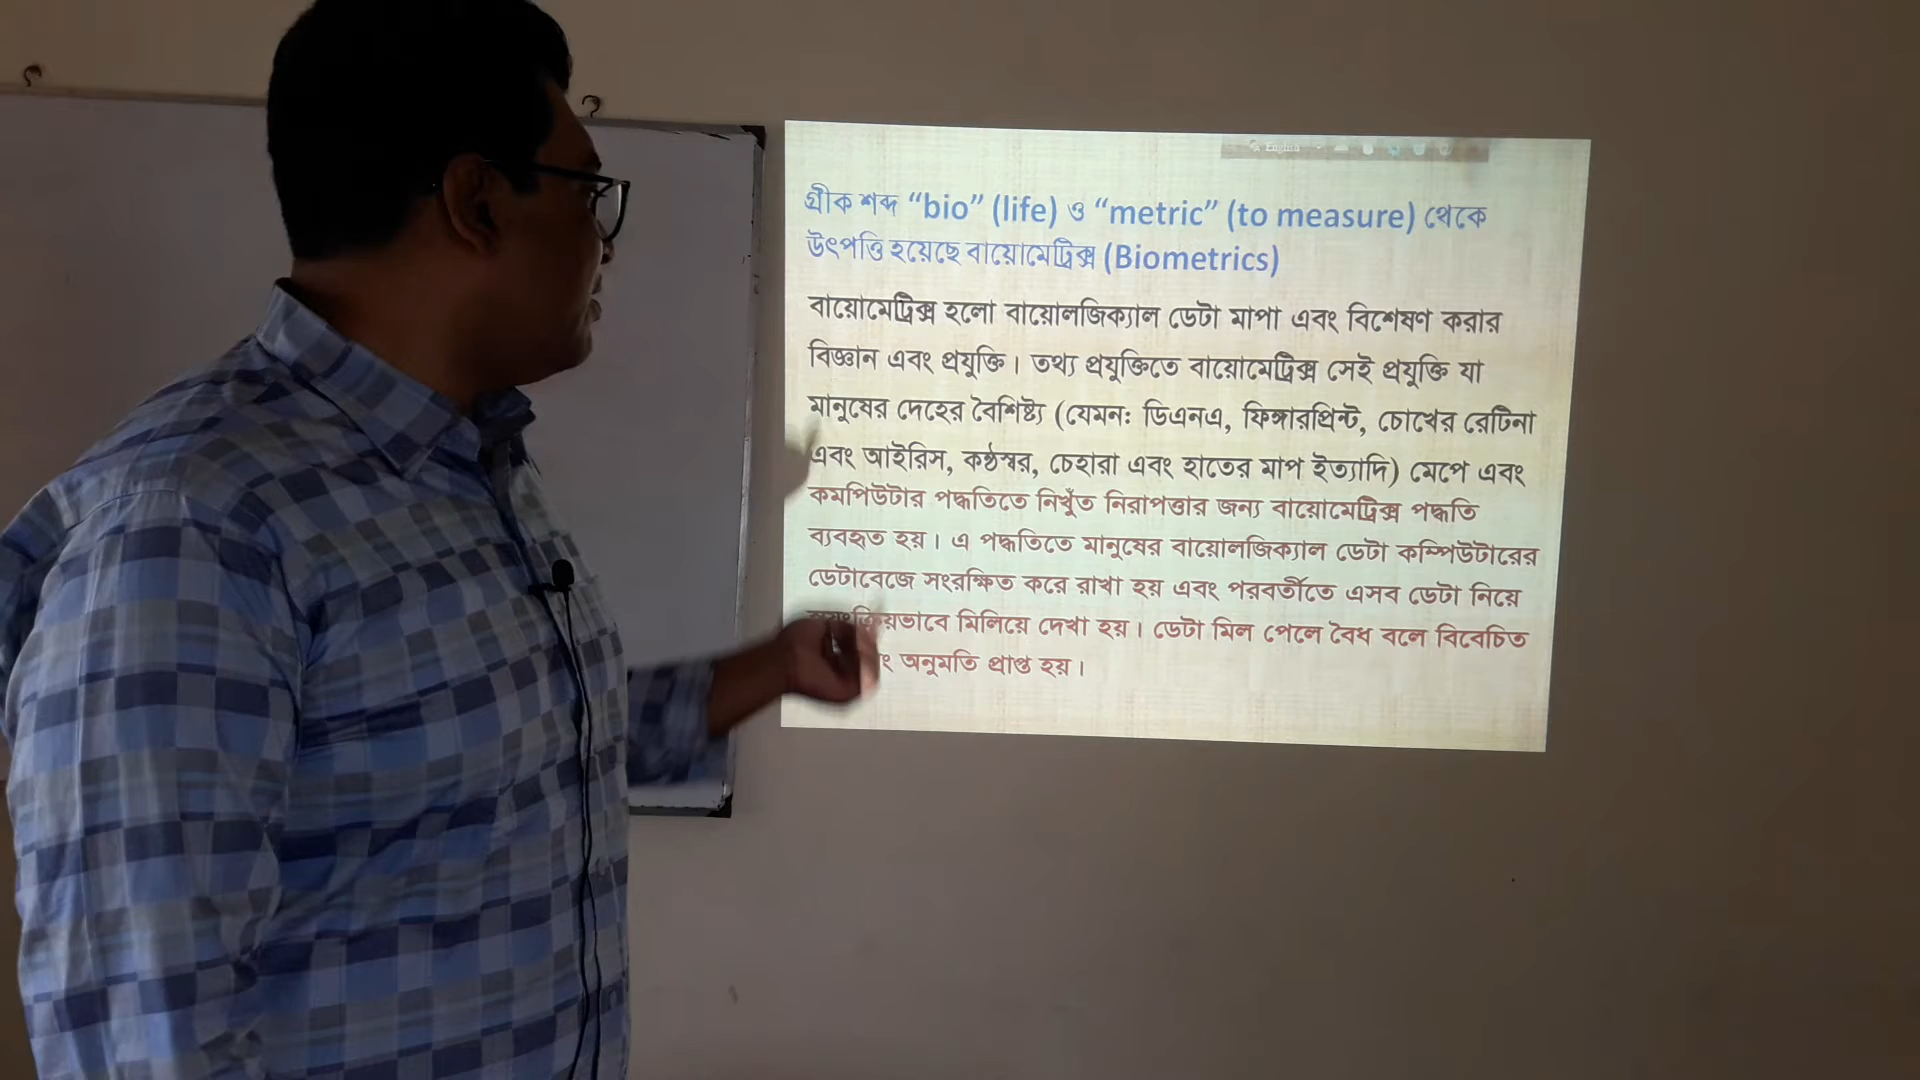 English
গ্রীক শব্দ “bio” (life) ও “metric” (to measure) থেকে
উৎপত্তি হয়েছে বায়োমেট্রিক্স (Biometrics)
বায়োমেট্রিক্স হলো বায়োলজিক্যাল ডেটা মাপা এবং বিশেষণ করার
বিজ্ঞান এবং প্রযুক্তি। তথ্য প্রযুক্তিতে বায়োমেট্রিক্স সেই প্রযুক্তি যা
মানুষের দেহের বৈশিষ্ট্য (যেমনঃ ডিএনএ, ফিঙ্গারপ্রিন্ট, চোখের রেটিনা
এবং আইরিস, কণ্ঠস্বর, চেহারা এবং হাতের মাপ ইত্যাদি) মেপে এবং
কমপিউটার পদ্ধতিতে নিখুঁত নিরাপত্তার জন্য বায়োমেট্রিক্স পদ্ধতি
ব্যবহৃত হয়। এ পদ্ধতিতে মানুষের বায়োলজিক্যাল ডেটা কম্পিউটারের
ডেটাবেজে সংরক্ষিত করে রাখা হয় এবং পরবর্তীতে এসব ডেটা নিয়ে
মিলিয়ে দেখা হয়। ডেটা মিল পেলে বৈধ বলে বিবেচিত
অনুমতি প্রাপ্ত হয়।